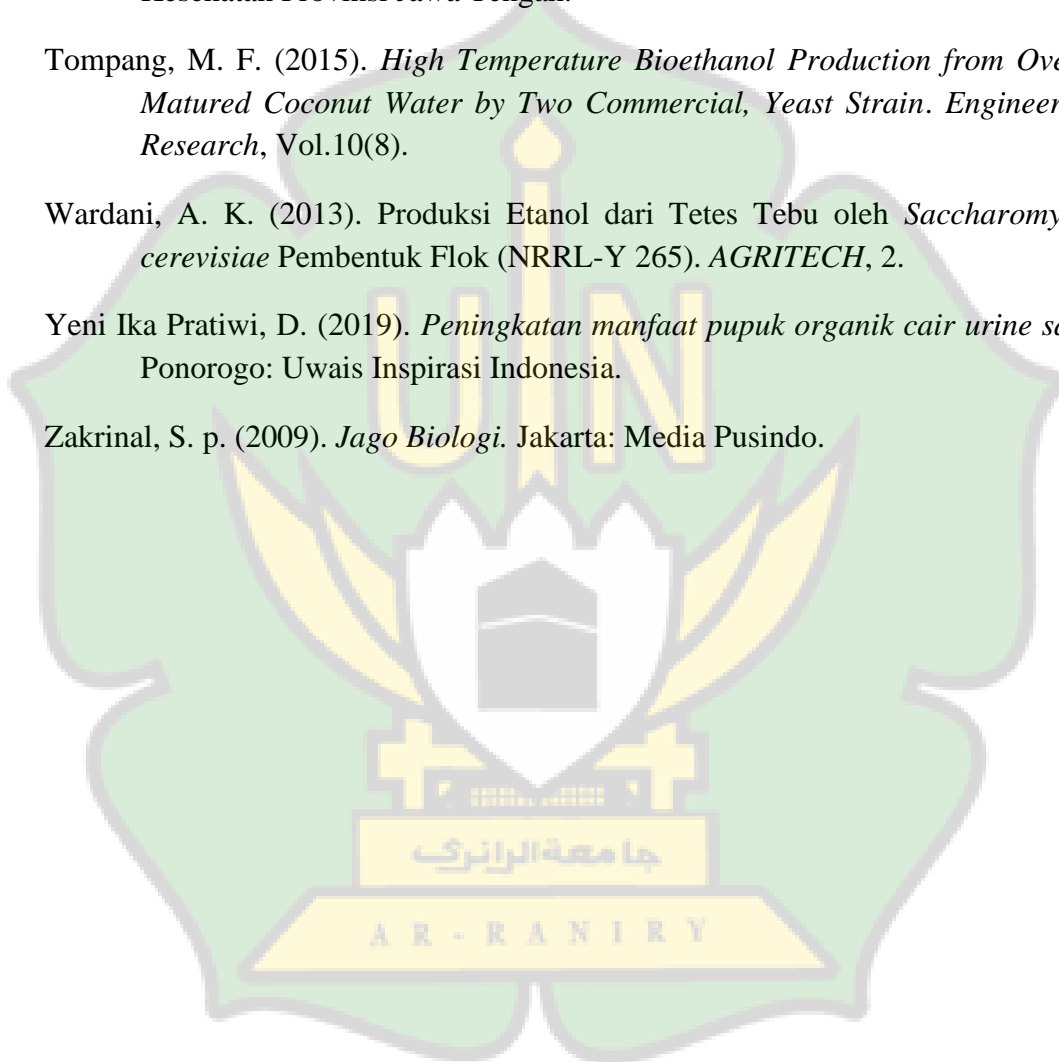 Kesehatan Provinsi Jawa Tengah.
Tompang, M. F. (2015). High Temperature Bioethanol Production from Ove
Matured Coconut Water by Two Commercial, Yeast Strain. Engineer
Research, Vol.10(8).
Wardani, A. K. (2013). Produksi Etanol dari Tetes Tebu oleh Saccharomy
cerevisiae Pembentuk Flok (NRRL-Y 265). AGRITECH, 2.
Yeni Ika Pratiwi, D. (2019). Peningkatan manfaat pupuk organik cair urine sa
Ponorogo: Uwais Inspirasi Indonesia.
Zakrinal, S. p. (2009). Jago Biologi. Jakarta: Media Pusindo.
UIN
جامعة الرانري
AR-RANIRY